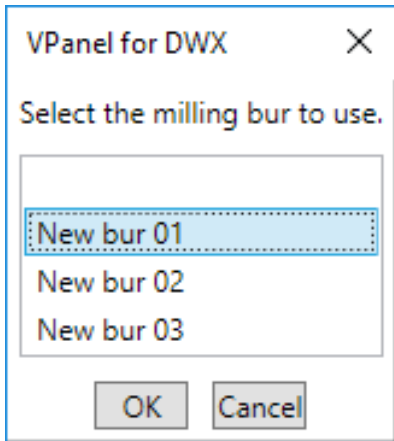 VPanel for DWX
Select the milling bur to use.
New bur 01
New bur 02
New bur 03
OK
Cancel